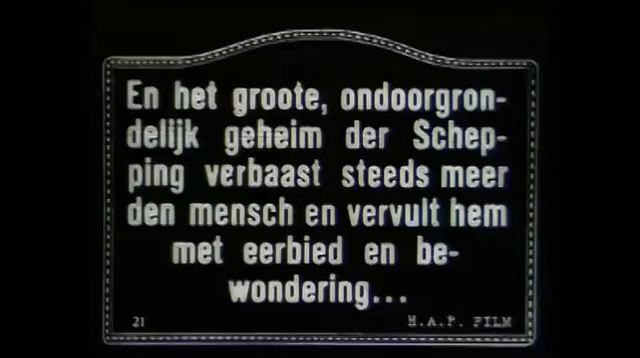 En het groote, ondoorgron-
delijk geheim der Schep-
ping verbaast steeds meer
den mensch en vervult hem
met eerbied en be-
wondering...
21 H.A.P. FILM